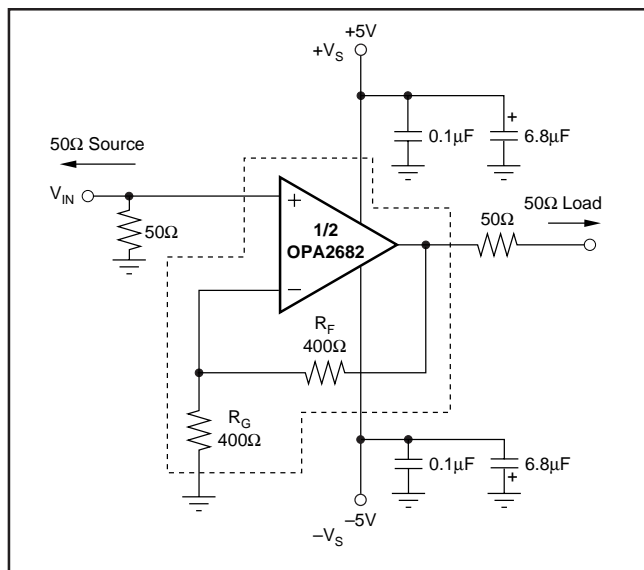 +5V
+V_S
0.1μF
6.8μF
+
50Ω Source
V_IN
50Ω
+
1/2
OPA2682
−
50Ω
50Ω Load
R_F
400Ω
R_G
400Ω
0.1μF
6.8μF
+
−5V
−V_S